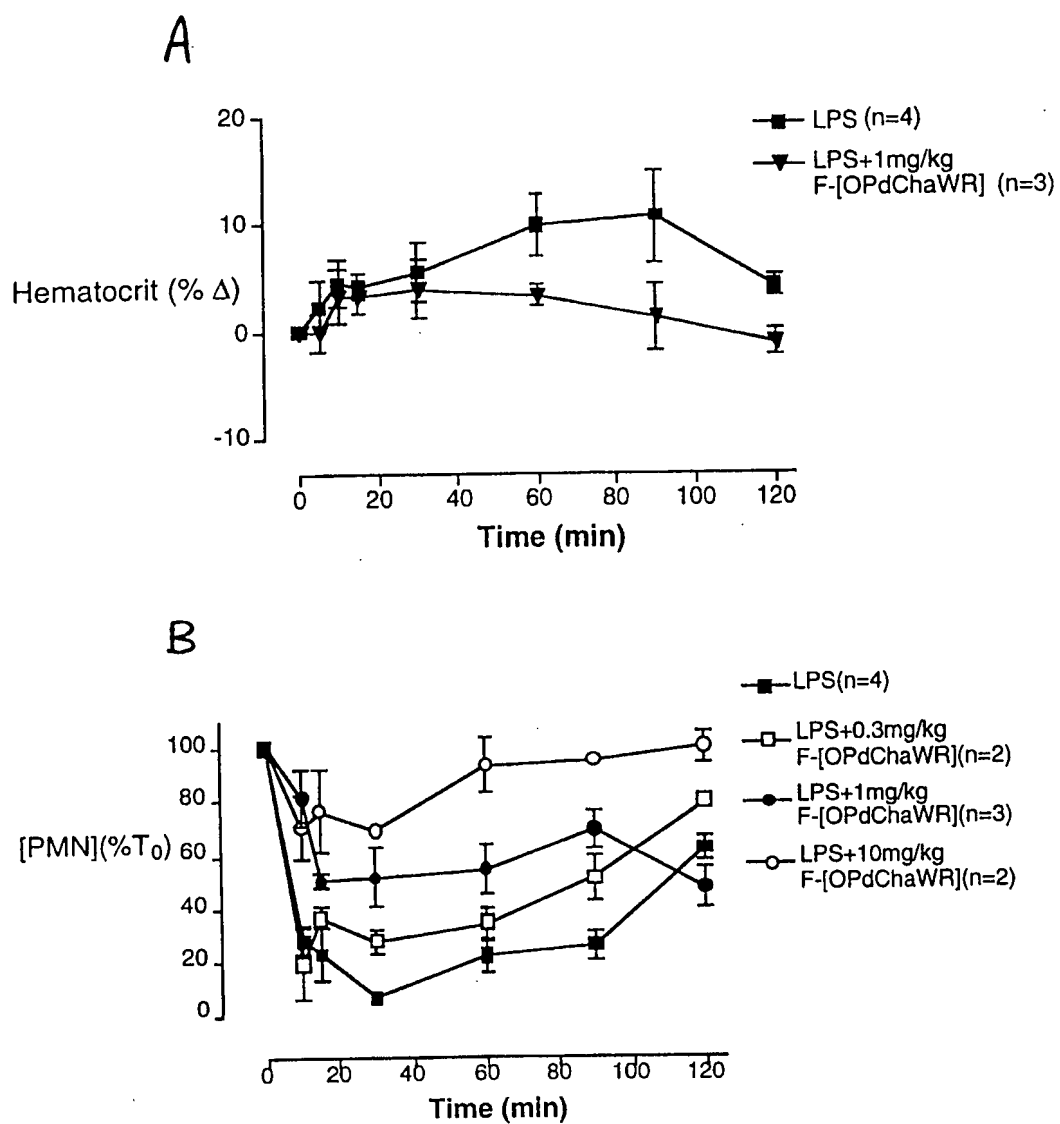 A
20
10
0
-10
Hematocrit (% Δ)
LPS (n=4)
LPS+1mg/kg
F-[OPdChaWR] (n=3)
0 20 40 60 80 100 120
Time (min)
B
100
80
60
40
20
0
[PMN](%T0)
LPS(n=4)
LPS+0.3mg/kg
F-[OPdChaWR](n=2)
LPS+1mg/kg
F-[OPdChaWR](n=3)
LPS+10mg/kg
F-[OPdChaWR](n=2)
0 20 40 60 80 100 120
Time (min)